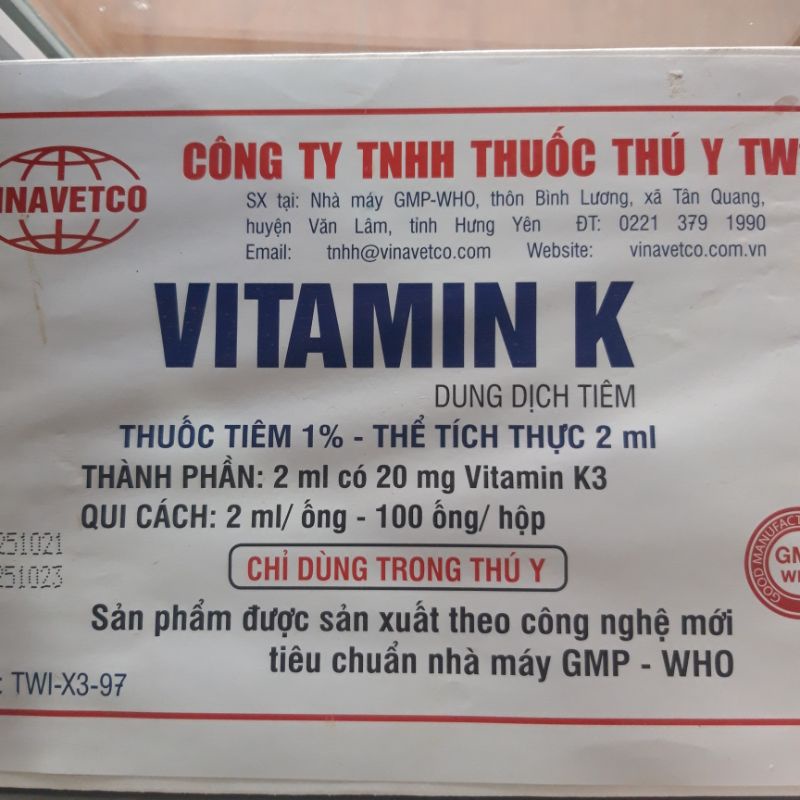 CÔNG TY TNHH THUỐC THÚ Y TW
INAVETCO
SX tại: Nhà máy GMP-WHO, thôn Bình Lương, xã Tân Quang,
huyện Văn Lâm, tỉnh Hưng Yên ĐT: 0221 379 1990
Email: tnhh@vinavetco.com Website: vinavetco.com.vn
VITAMIN K
DUNG DỊCH TIÊM
THUỐC TIÊM 1% - THỂ TÍCH THỰC 2 ml
THÀNH PHẦN: 2 ml có 20 mg Vitamin K3
QUI CÁCH: 2 ml/ ống - 100 ống/ hộp
251021
251023
CHỈ DÙNG TRONG THÚ Y
GOOD MANUFACT
Sản phẩm được sản xuất theo công nghệ mới
tiêu chuẩn nhà máy GMP - WHO
: TWI-X3-97